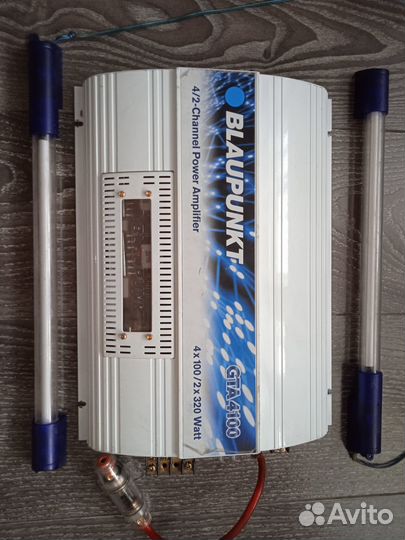 BLAUPUNKT
4/2-Channel Power Amplifier
GTA 4100
4 x 100 / 2 x 320 Watt
Avito